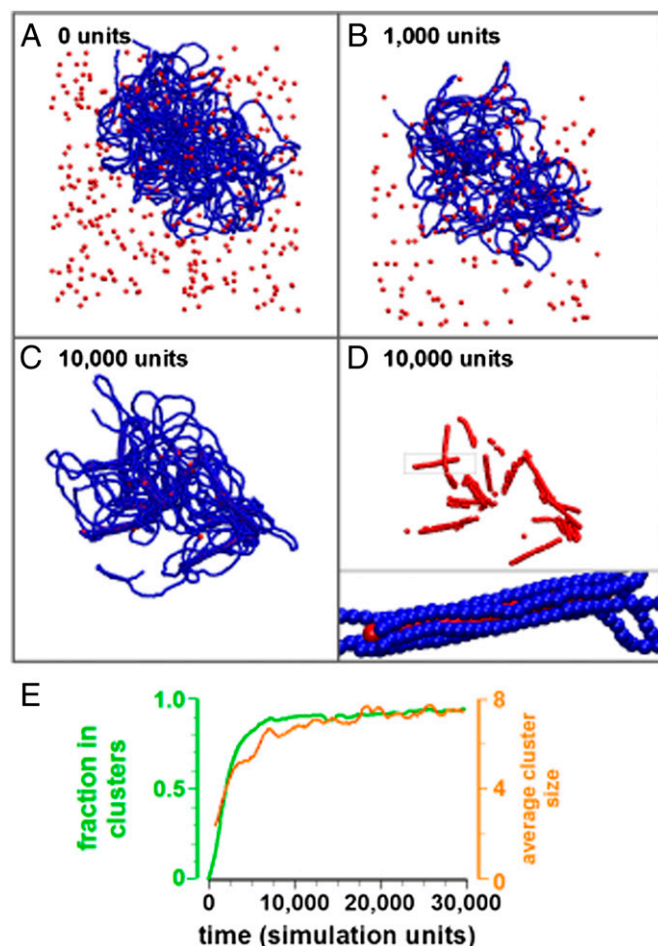 A 0 units
B 1,000 units
C 10,000 units
D 10,000 units
E
1.0
0.5
0
fraction in
clusters
8
4
0
average cluster
size
0 10,000 20,000 30,000
time (simulation units)